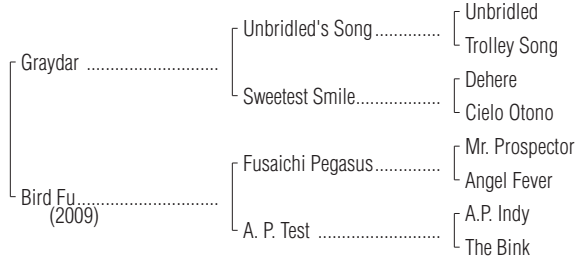 Unbridled
Unbridled's Song..............
Trolley Song
Graydar ............................
Dehere
Sweetest Smile..................
Cielo Otono
Mr. Prospector
Fusaichi Pegasus..............
Angel Fever
Bird Fu..............................
(2009)
A.P. Indy
A. P. Test ..........................
The Bink